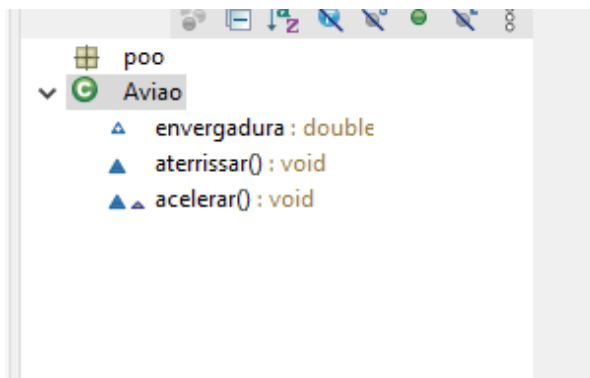 poo
Aviao
envergadura : double
aterrissar() : void
acelerar() : void